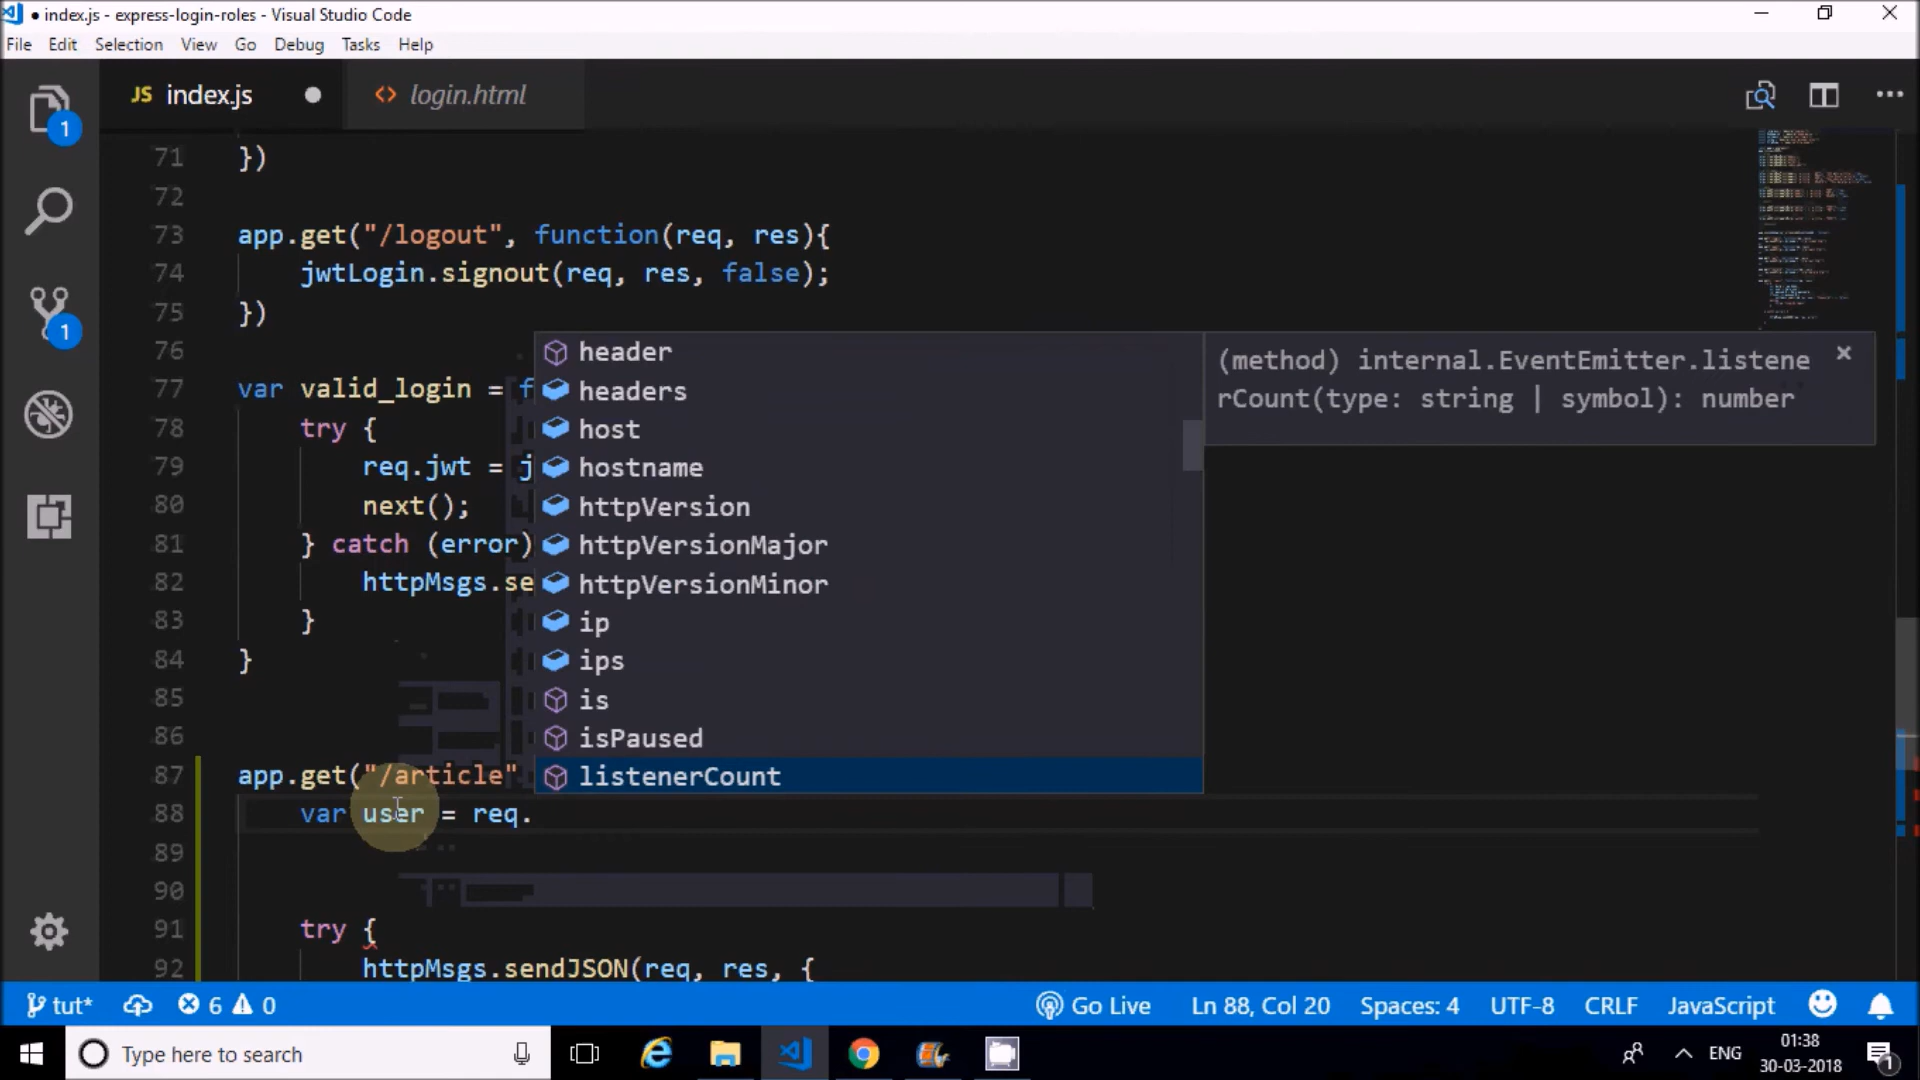 index.js - express-login-roles - Visual Studio Code
File Edit Selection View Go Debug Tasks Help
1
JS index.js
<> login.html
71 })
72
73 app.get("/logout", function(req, res){
74 jwtLogin.signout(req, res, false);
75 })
76
77 var valid_login = f
78 try {
79 req.jwt = j
80 next();
81 } catch (error)
82 httpMsgs.se
83 }
84 }
85
86
87 app.get("/article"
88 var user = req.
89
90
91 try {
92 httpMsgs.sendJSON(req, res, {
1
header
headers
host
hostname
httpVersion
httpVersionMajor
httpVersionMinor
ip
ips
is
isPaused
listenerCount
(method) internal.EventEmitter.listene
rCount(type: string | symbol): number
tut* 6 0 Go Live Ln 88, Col 20 Spaces: 4 UTF-8 CRLF JavaScript
Type here to search
ENG
01:38
30-03-2018
1